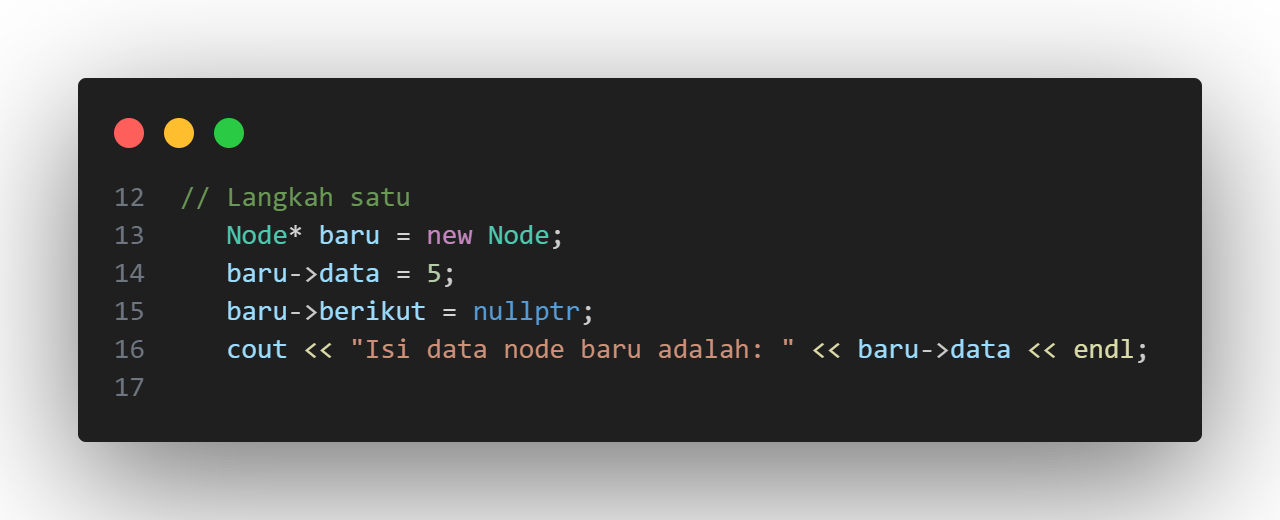 12 // Langkah satu
13    Node* baru = new Node;
14    baru->data = 5;
15    baru->berikut = nullptr;
16    cout << "Isi data node baru adalah: " << baru->data << endl;
17